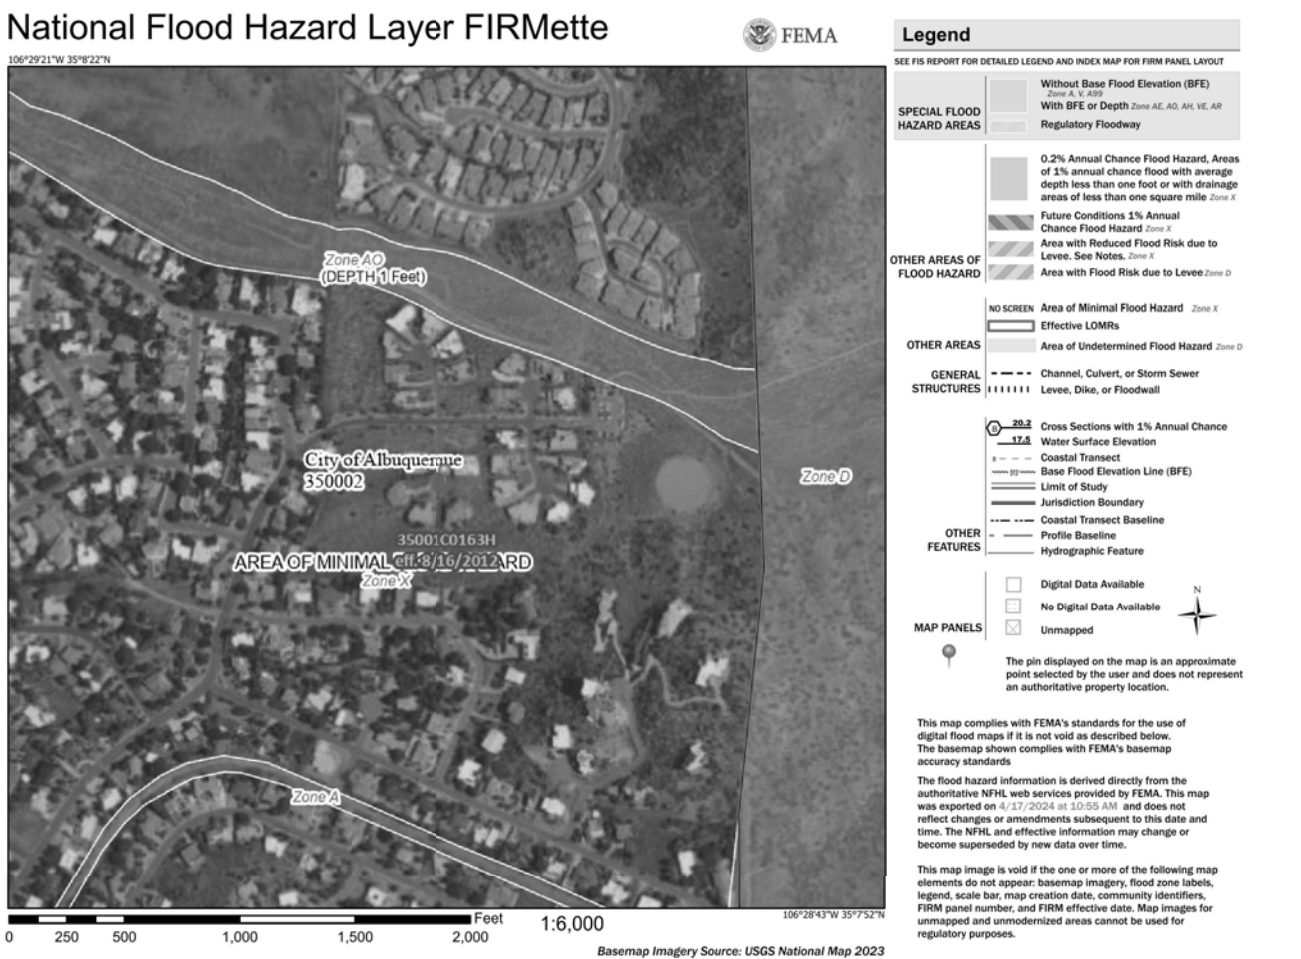 National Flood Hazard Layer FIRMette
FEMA
106°29'21"W 35°8'22"N
Zone AO
(DEPTH 1 Feet)
City of Albuquerque
350002
Zone D
35001C0163H
eff. 8/16/2012
AREA OF MINIMAL FLOOD HAZARD
Zone X
Zone A
Feet
1:6,000
0 250 500 1,000 1,500 2,000
106°28'43"W 35°7'52"N
Basemap Imagery Source: USGS National Map 2023
Legend
SEE FIS REPORT FOR DETAILED LEGEND AND INDEX MAP FOR FIRM PANEL LAYOUT
SPECIAL FLOOD
HAZARD AREAS
Without Base Flood Elevation (BFE)
Zone A, V, A99
With BFE or Depth Zone AE, AO, AH, VE, AR
Regulatory Floodway
OTHER AREAS OF
FLOOD HAZARD
0.2% Annual Chance Flood Hazard, Areas
of 1% annual chance flood with average
depth less than one foot or with drainage
areas of less than one square mile Zone X
Future Conditions 1% Annual
Chance Flood Hazard Zone X
Area with Reduced Flood Risk due to
Levee. See Notes. Zone X
Area with Flood Risk due to Levee Zone D
OTHER AREAS
NO SCREEN Area of Minimal Flood Hazard Zone X
Effective LOMRs
Area of Undetermined Flood Hazard Zone D
GENERAL
STRUCTURES
Channel, Culvert, or Storm Sewer
Levee, Dike, or Floodwall
OTHER
FEATURES
B 20.2 Cross Sections with 1% Annual Chance
17.5 Water Surface Elevation
8 Coastal Transect
513 Base Flood Elevation Line (BFE)
Limit of Study
Jurisdiction Boundary
Coastal Transect Baseline
Profile Baseline
Hydrographic Feature
MAP PANELS
Digital Data Available
No Digital Data Available
Unmapped
N
The pin displayed on the map is an approximate
point selected by the user and does not represent
an authoritative property location.
This map complies with FEMA's standards for the use of
digital flood maps if it is not void as described below.
The basemap shown complies with FEMA's basemap
accuracy standards
The flood hazard information is derived directly from the
authoritative NFHL web services provided by FEMA. This map
was exported on 4/17/2024 at 10:55 AM and does not
reflect changes or amendments subsequent to this date and
time. The NFHL and effective information may change or
become superseded by new data over time.
This map image is void if the one or more of the following map
elements do not appear: basemap imagery, flood zone labels,
legend, scale bar, map creation date, community identifiers,
FIRM panel number, and FIRM effective date. Map images for
unmapped and unmodernized areas cannot be used for
regulatory purposes.